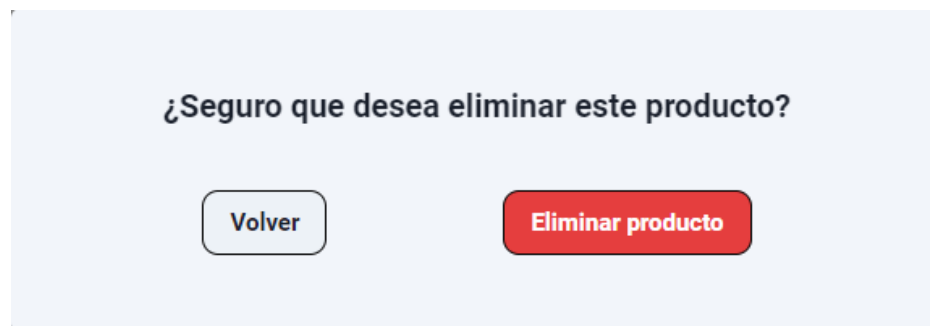 ¿Seguro que desea eliminar este producto?
Volver
Eliminar producto